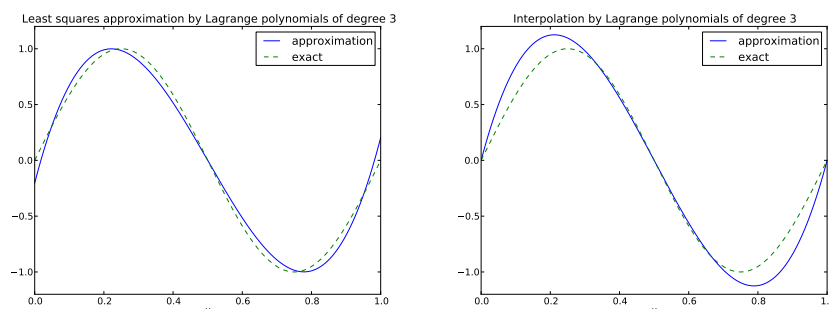 Least squares approximation by Lagrange polynomials of degree 3
approximation
exact
1.0
0.5
0.0
−0.5
−1.0
0.0 0.2 0.4 0.6 0.8 1.0
Interpolation by Lagrange polynomials of degree 3
approximation
exact
1.0
0.5
0.0
−0.5
−1.0
0.0 0.2 0.4 0.6 0.8 1.